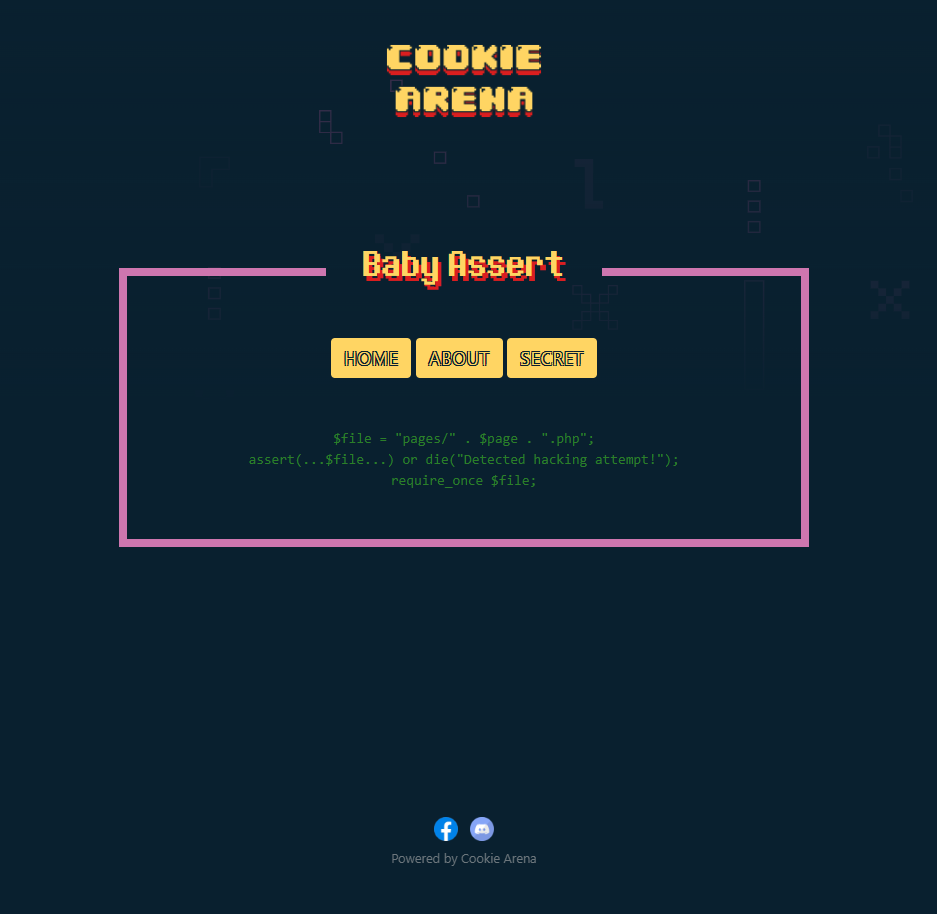 COOKIE
ARENA
Baby Assert
HOME ABOUT SECRET
$file = "pages/" . $page . ".php";
assert(...$file...) or die("Detected hacking attempt!");
require_once $file;
Powered by Cookie Arena